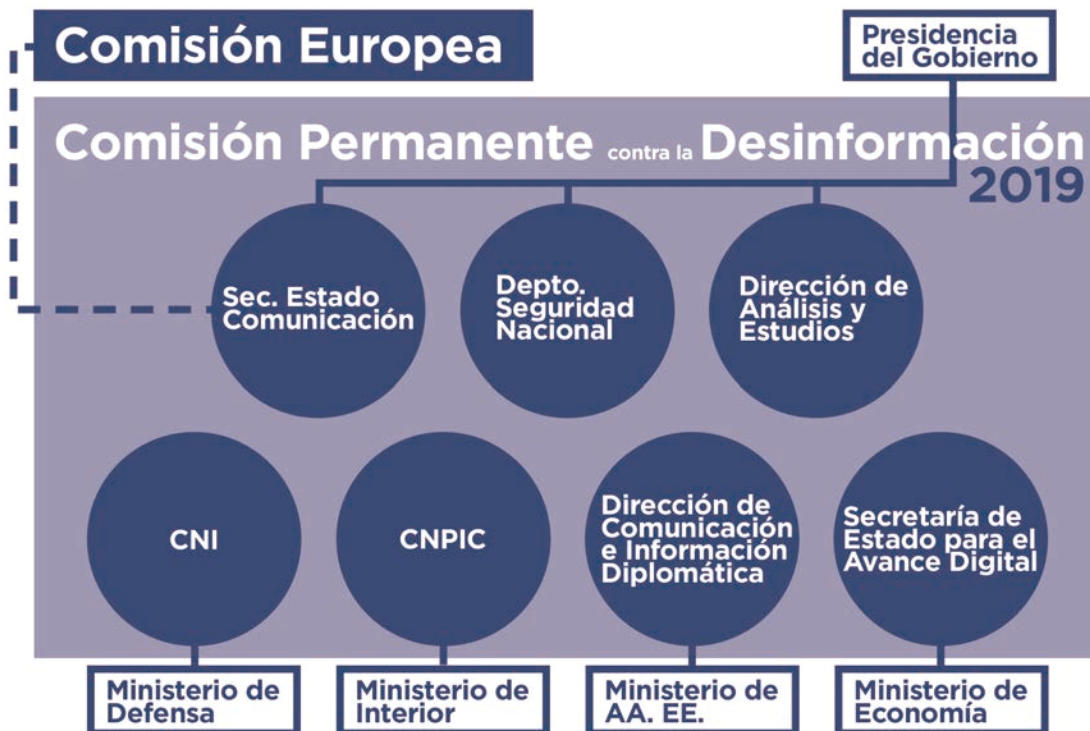 Comisión Europea
Presidencia
del Gobierno
Comisión Permanente contra la Desinformación
2019
Sec. Estado
Comunicación
Depto.
Seguridad
Nacional
Dirección de
Análisis y
Estudios
CNI
CNPIC
Dirección de
Comunicación
e Información
Diplomática
Secretaría de
Estado para el
Avance Digital
Ministerio de
Defensa
Ministerio de
Interior
Ministerio de
AA. EE.
Ministerio de
Economía